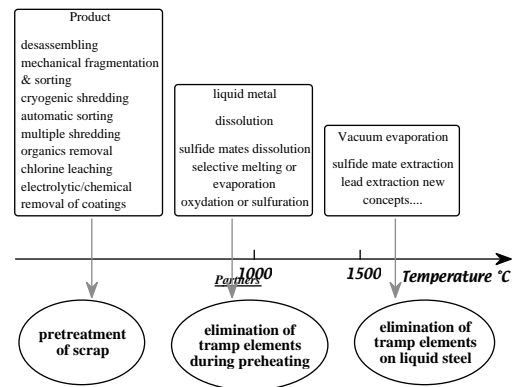 Product
desassembling
mechanical fragmentation
& sorting
cryogenic shredding
automatic sorting
multiple shredding
organics removal
chlorine leaching
electrolytic/chemical
removal of coatings
liquid metal
dissolution
sulfide mates dissolution
selective melting or
evaporation
oxydation or sulfuration
Vacuum evaporation
sulfide mate extraction
lead extraction new
concepts....
Partners
1000
1500
Temperature °C
pretreatment
of scrap
elimination of
tramp elements
during preheating
elimination of
tramp elements
on liquid steel